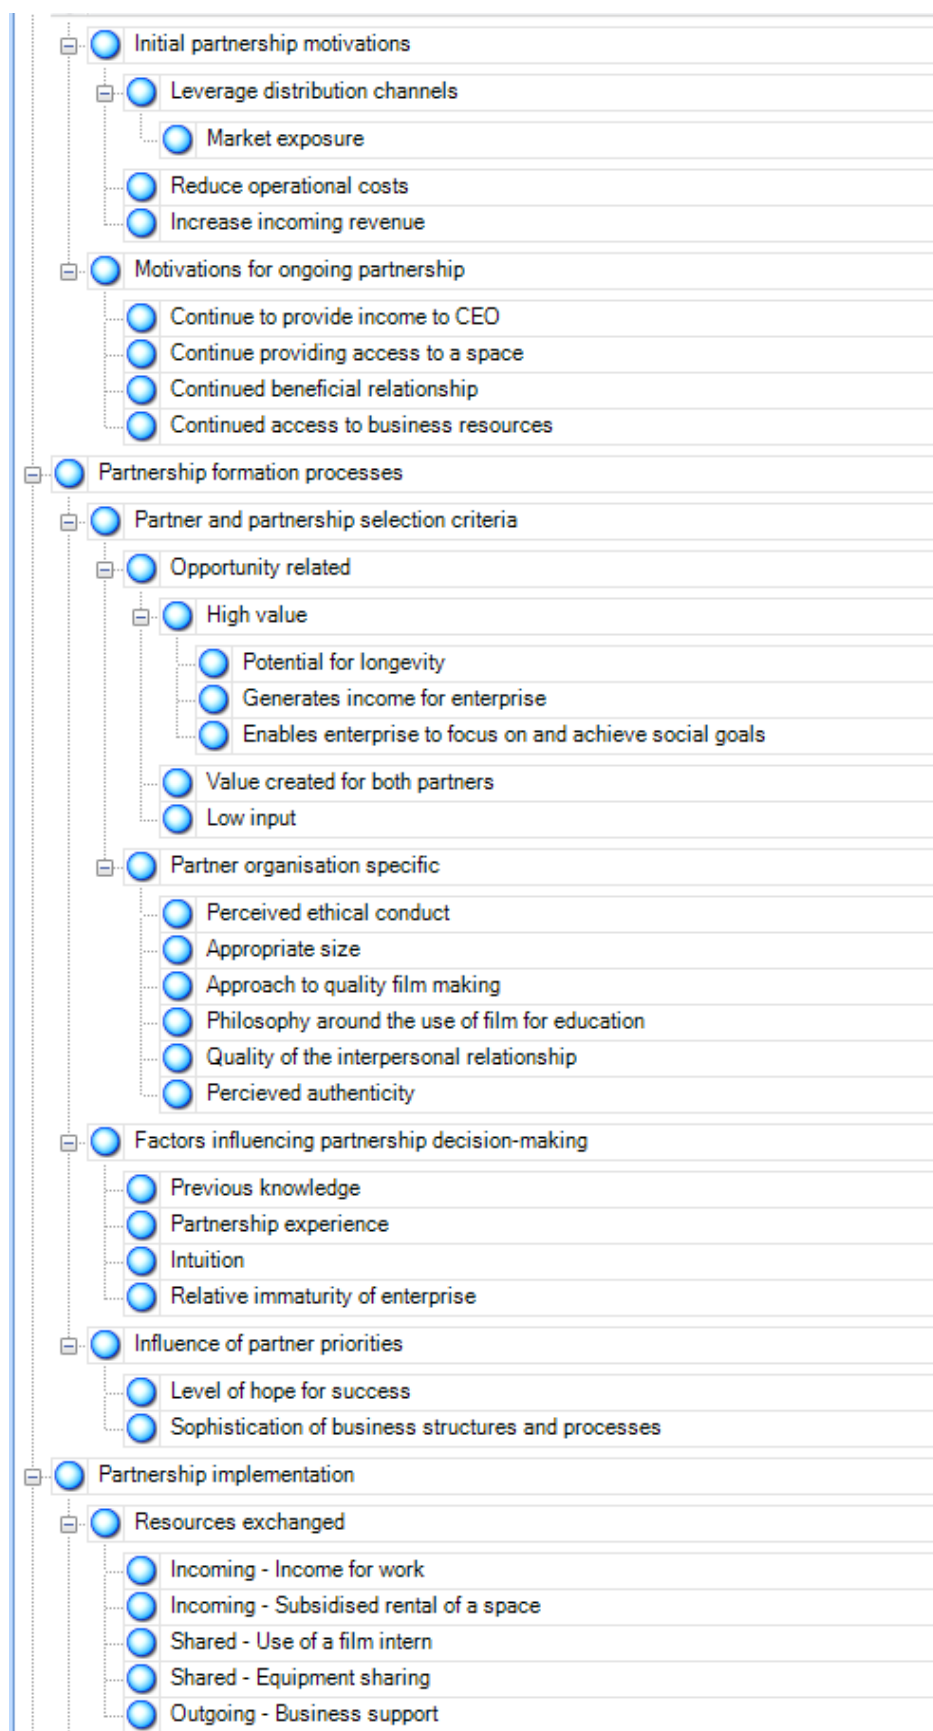 Initial partnership motivations
Leverage distribution channels
Market exposure
Reduce operational costs
Increase incoming revenue
Motivations for ongoing partnership
Continue to provide income to CEO
Continue providing access to a space
Continued beneficial relationship
Continued access to business resources
Partnership formation processes
Partner and partnership selection criteria
Opportunity related
High value
Potential for longevity
Generates income for enterprise
Enables enterprise to focus on and achieve social goals
Value created for both partners
Low input
Partner organisation specific
Perceived ethical conduct
Appropriate size
Approach to quality film making
Philosophy around the use of film for education
Quality of the interpersonal relationship
Percieved authenticity
Factors influencing partnership decision-making
Previous knowledge
Partnership experience
Intuition
Relative immaturity of enterprise
Influence of partner priorities
Level of hope for success
Sophistication of business structures and processes
Partnership implementation
Resources exchanged
Incoming - Income for work
Incoming - Subsidised rental of a space
Shared - Use of a film intern
Shared - Equipment sharing
Outgoing - Business support